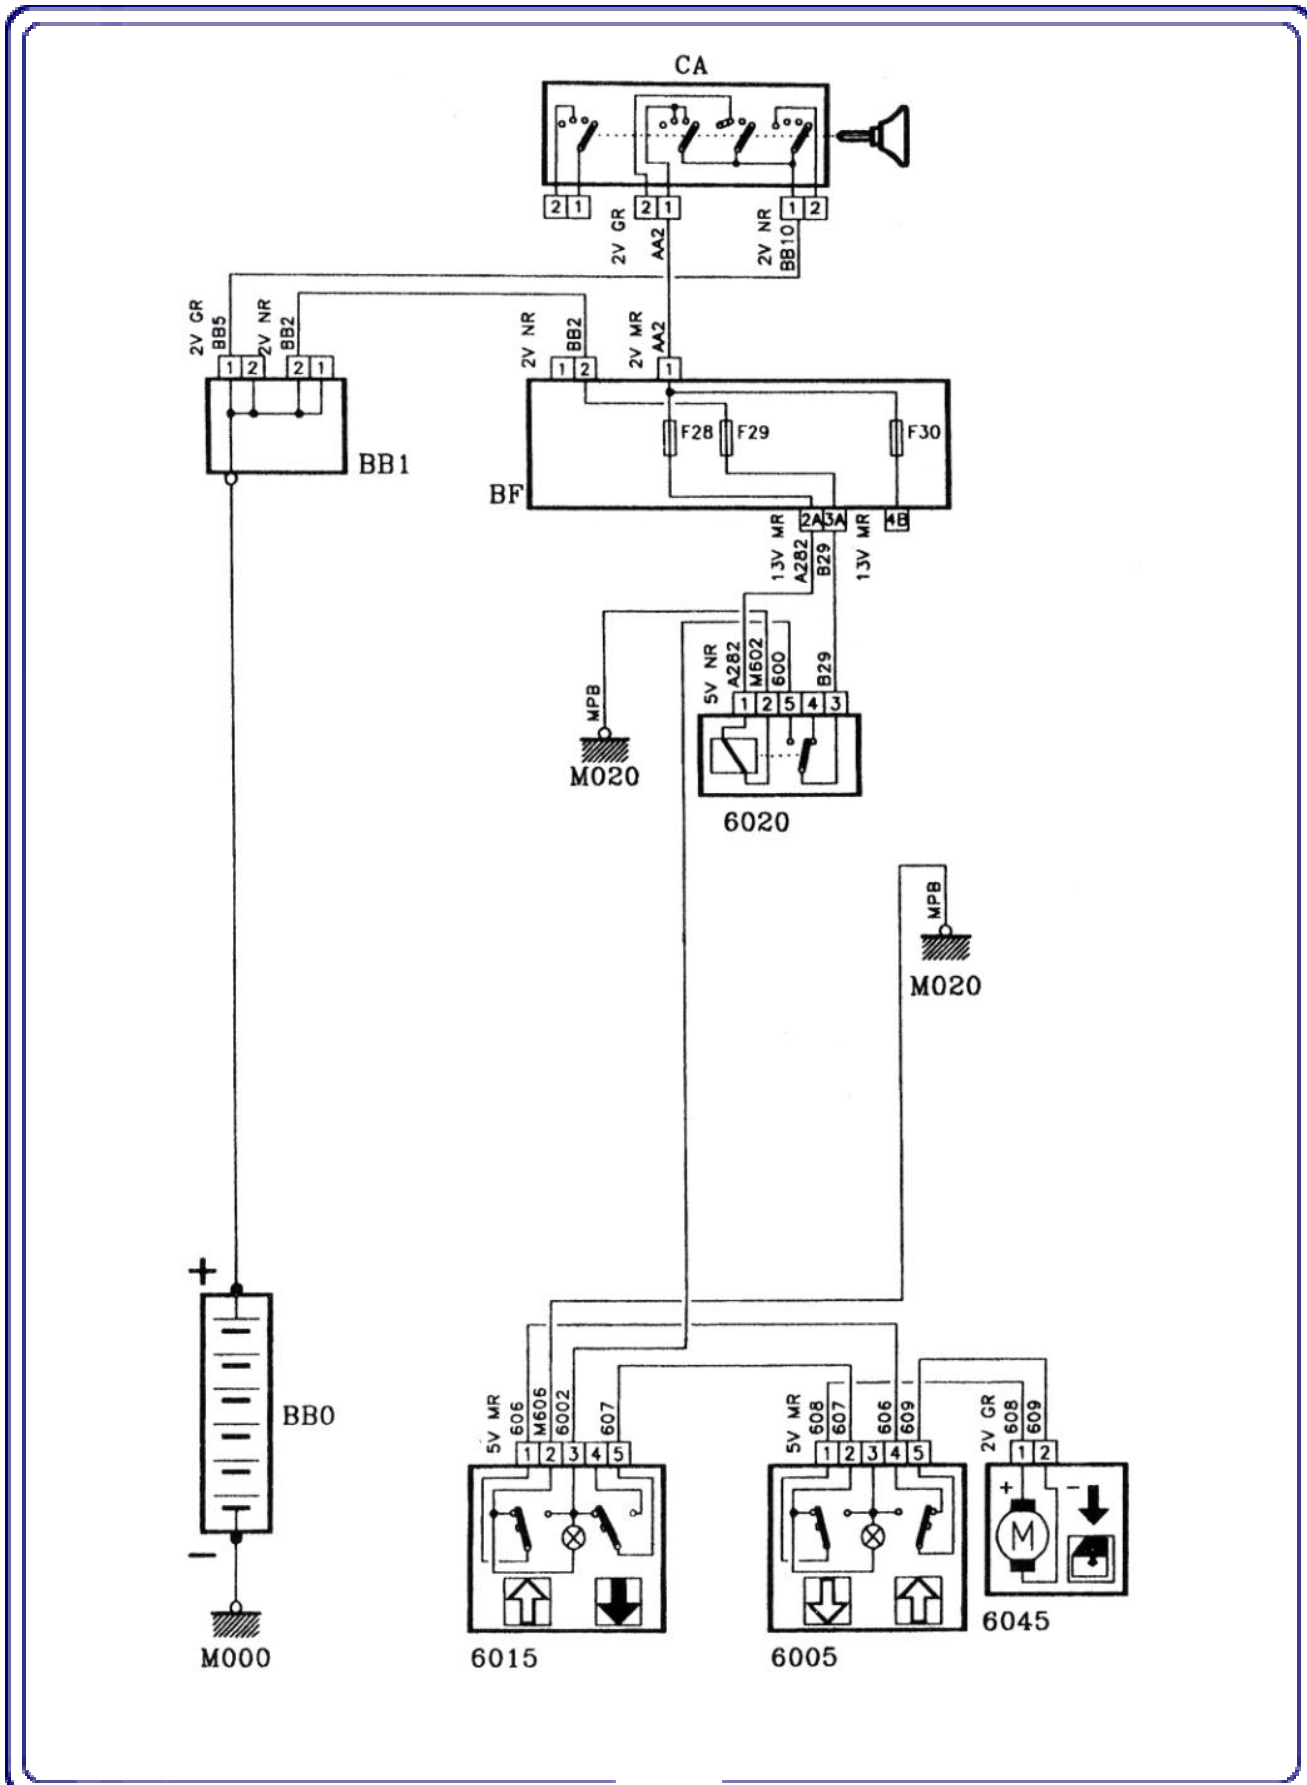 CA
2 1
2 1
1 2
2V GR
AA2
2V NR
BB10
2V GR
BB5
2V NR
BB2
2V NR
BB2
2V MR
AA2
1 2
2 1
1 2
1
F28
F29
F30
BB1
BF
2A 3A
4B
13V MR
A282
B29
13V MR
5V NR
A282
M602
600
B29
MPB
1 2 5 4 3
M020
6020
MPB
M020
+
BB0
5V MR
606
M606
6002
607
5V MR
608
607
606
609
2V GR
608
609
1 2 3 4 5
1 2 3 4 5
1 2
+ −
M
−
6015
6005
6045
M000